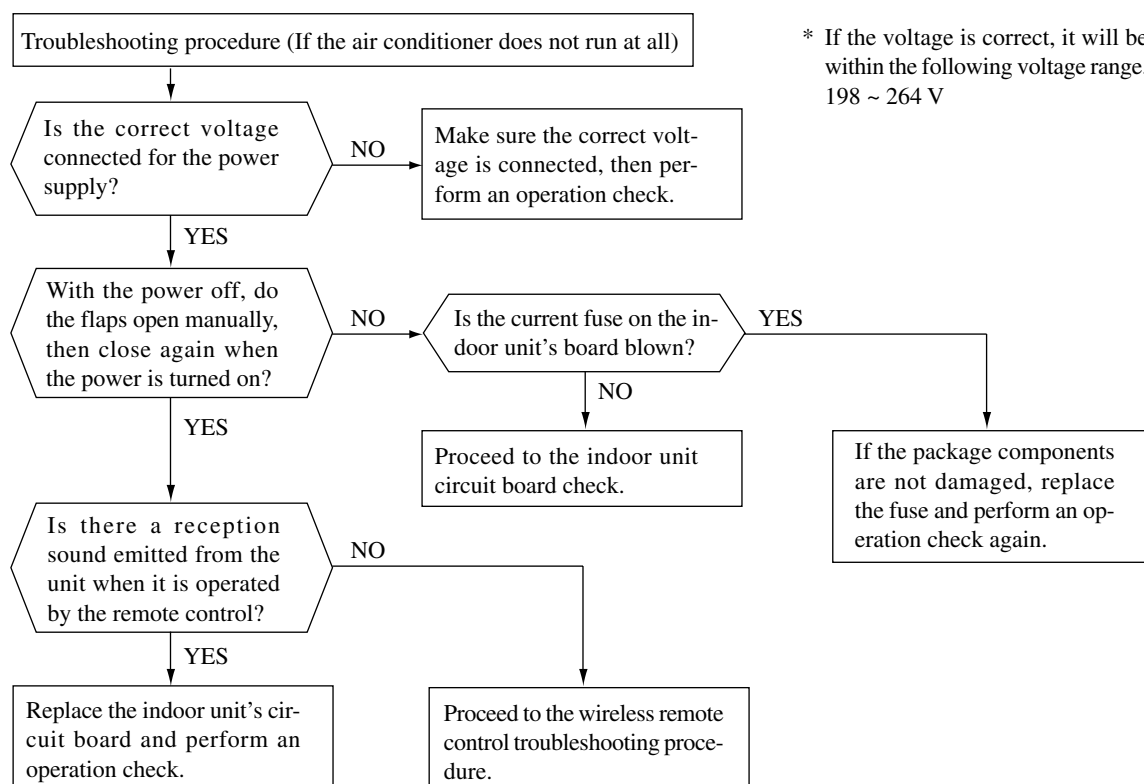 Troubleshooting procedure (If the air conditioner does not run at all)
* If the voltage is correct, it will be
within the following voltage range.
198 ~ 264 V
Is the correct voltage
connected for the power
supply?
NO
Make sure the correct volt-
age is connected, then per-
form an operation check.
YES
With the power off, do
the flaps open manually,
then close again when
the power is turned on?
NO
Is the current fuse on the in-
door unit's board blown?
YES
NO
YES
Proceed to the indoor unit
circuit board check.
If the package components
are not damaged, replace
the fuse and perform an op-
eration check again.
Is there a reception
sound emitted from the
unit when it is operated
by the remote control?
NO
YES
Replace the indoor unit's cir-
cuit board and perform an
operation check.
Proceed to the wireless remote
control troubleshooting proce-
dure.